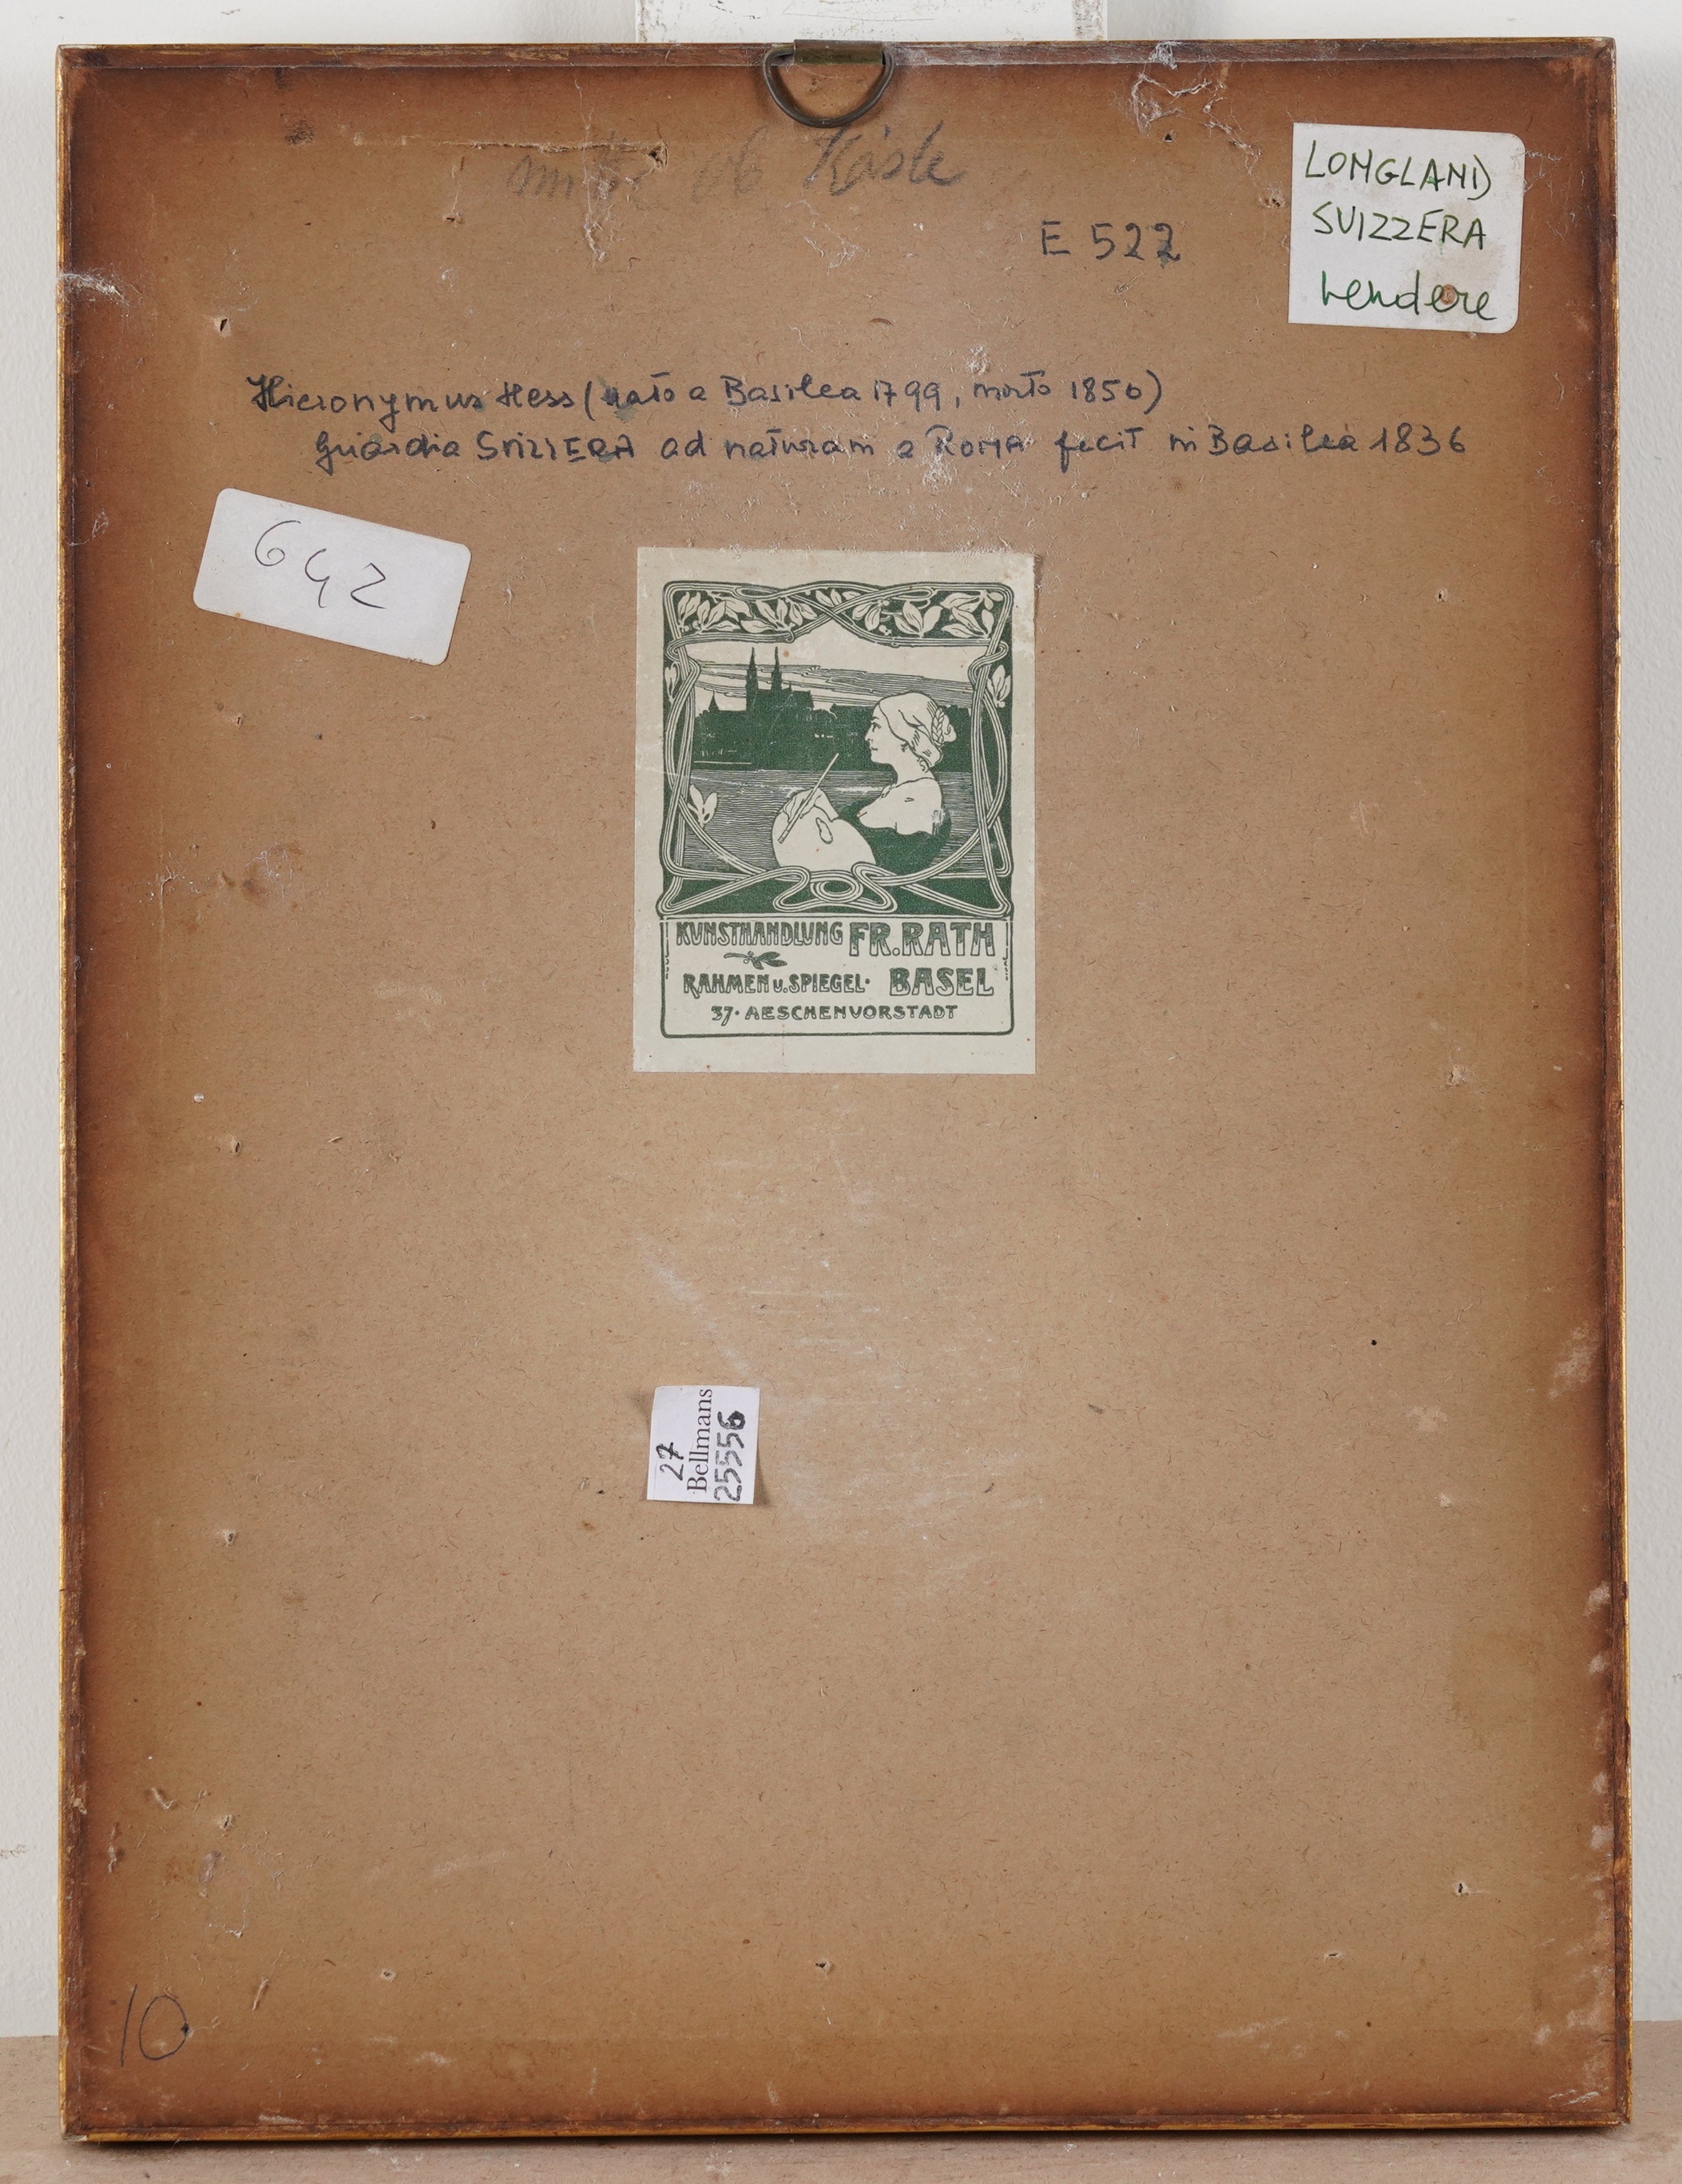 Käsle
E 522
LONGLAND
SVIZZERA
Vendere
Hieronymus Hess (nato a Basilea 1799, morto 1850)
Guardia SVIZZERA ad naturam a ROMA fecit in Basilea 1836
642
KUNSTHANDLUNG FR. RATH
RAHMEN u. SPIEGEL· BASEL
37· AESCHENVORSTADT
27
Bellmans
25556
10